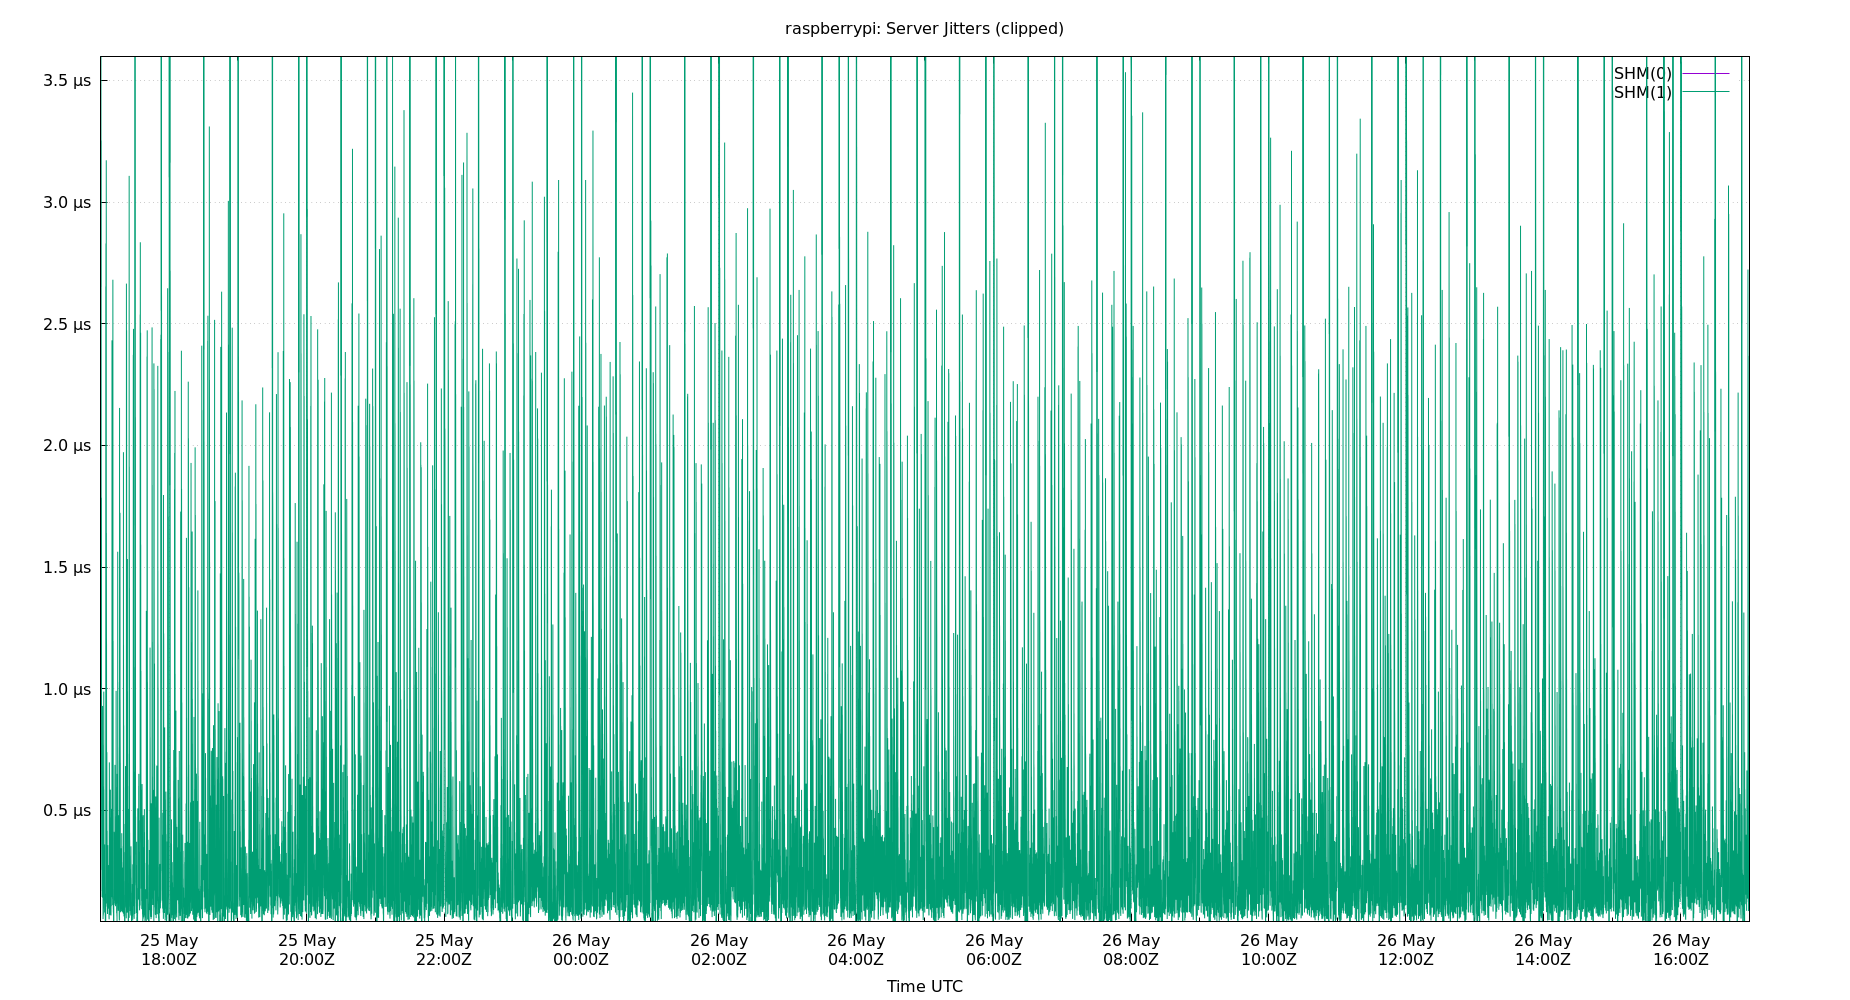 raspberrypi: Server Jitters (clipped)
SHM(0)
SHM(1)
3.5 µs
3.0 µs
2.5 µs
2.0 µs
1.5 µs
1.0 µs
0.5 µs
25 May 25 May 25 May 26 May 26 May 26 May 26 May 26 May 26 May 26 May 26 May 26 May
18:00Z 20:00Z 22:00Z 00:00Z 02:00Z 04:00Z 06:00Z 08:00Z 10:00Z 12:00Z 14:00Z 16:00Z
Time UTC